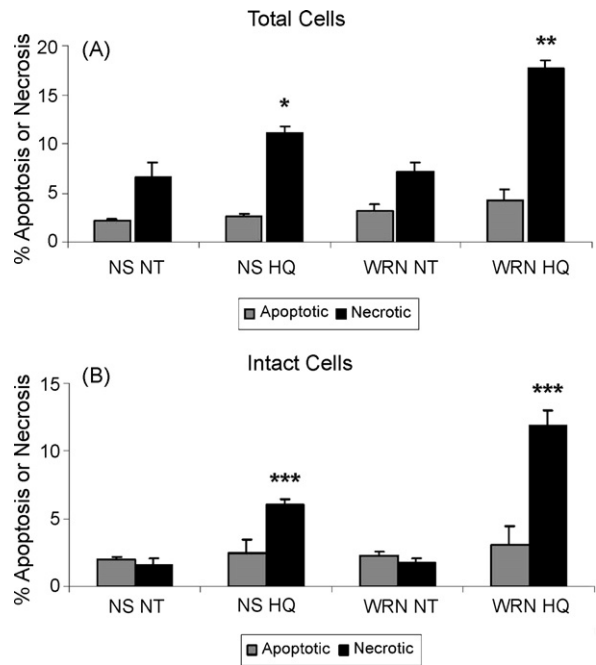 Total Cells
(A)
% Apoptosis or Necrosis
20
15
10
5
0
*
**
NS NT NS HQ WRN NT WRN HQ
Apoptotic Necrotic
Intact Cells
(B)
% Apoptosis or Necrosis
15
10
5
0
***
***
NS NT NS HQ WRN NT WRN HQ
Apoptotic Necrotic